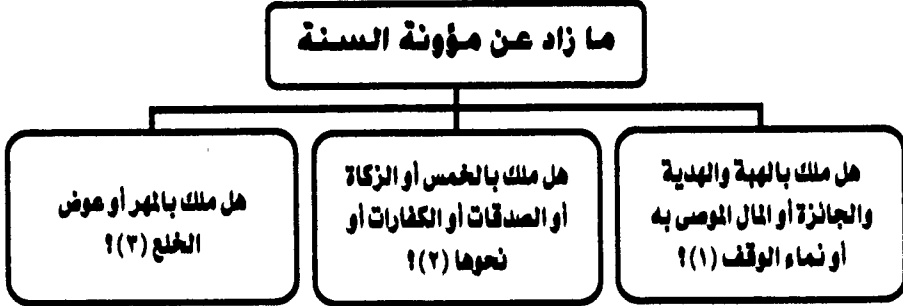 ما زاد عن مؤونة السنة
هل ملك بالهبة والهدية
والجائزة أو المال الموصى به
أو نماء الوقف (١)؟
هل ملك بالخمس أو الزكاة
أو الصدقات أو الكفارات أو
نحوها (٢)؟
هل ملك بالمهر أو عوض
الخلع (٣)؟